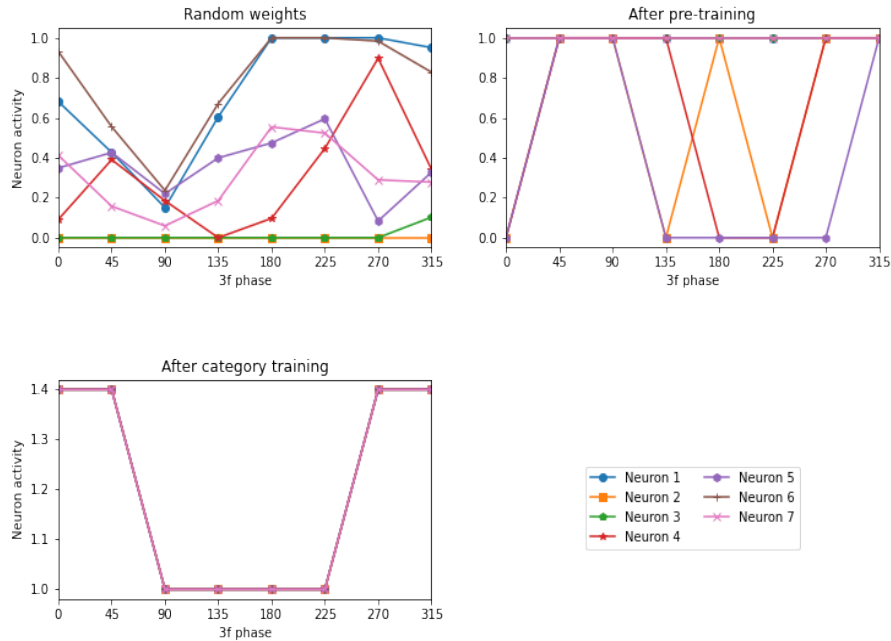 Random weights
Neuron activity
1.0
0.8
0.6
0.4
0.2
0.0
0 45 90 135 180 225 270 315
3f phase
After pre-training
1.0
0.8
0.6
0.4
0.2
0.0
0 45 90 135 180 225 270 315
3f phase
After category training
Neuron activity
1.4
1.3
1.2
1.1
1.0
0 45 90 135 180 225 270 315
3f phase
Neuron 1
Neuron 2
Neuron 3
Neuron 4
Neuron 5
Neuron 6
Neuron 7